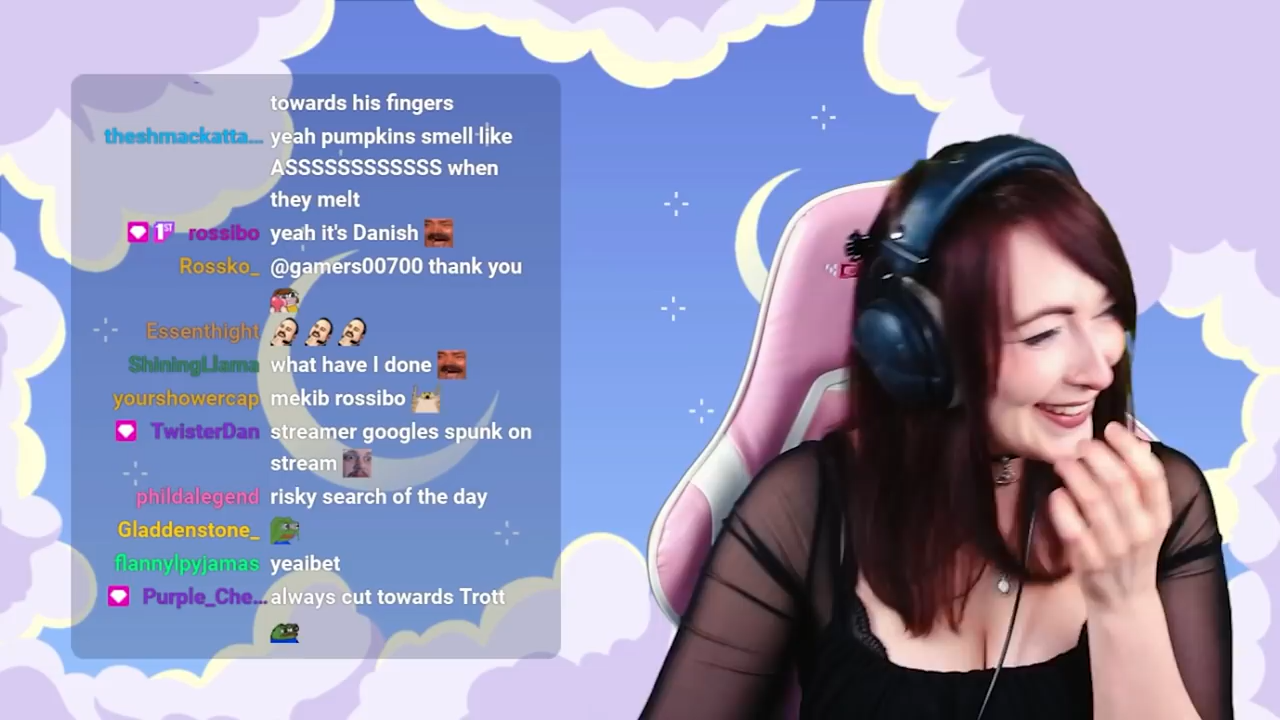 towards his fingers
theshmackatta... yeah pumpkins smell like
ASSSSSSSSSSSS when
they melt
1ST rossibo yeah it's Danish
Rossko_ @gamers00700 thank you
Essenthight
ShiningLlama what have I done
yourshowercap mekib rossibo
TwisterDan streamer googles spunk on
stream
phildalegend risky search of the day
Gladdenstone_
flannylpyjamas yeaibet
Purple_Che... always cut towards Trott